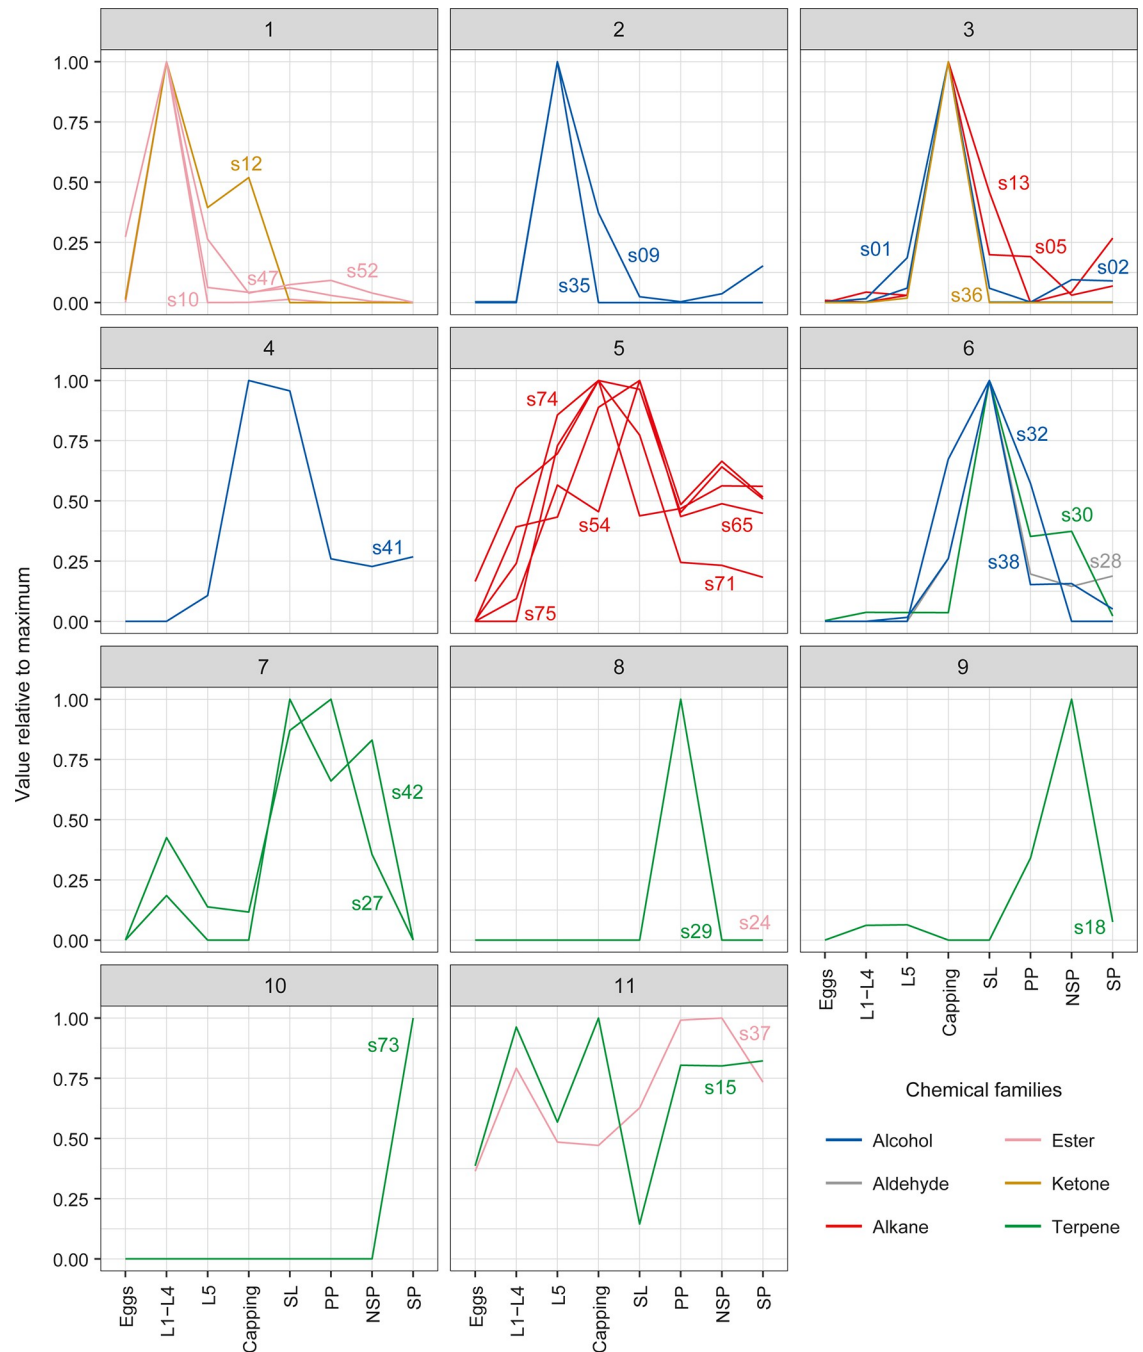 1
2
3
1.00
0.75
0.50
0.25
0.00
s12
s47
s52
s10
s09
s35
s01
s13
s05
s02
s36
4
5
6
1.00
0.75
0.50
0.25
0.00
s41
s74
s54
s65
s71
s75
s32
s30
s38
s28
Value relative to maximum
7
8
9
1.00
0.75
0.50
0.25
0.00
s42
s27
s29
s24
s18
Eggs
L1−L4
L5
Capping
SL
PP
NSP
SP
10
11
1.00
0.75
0.50
0.25
0.00
s73
s37
s15
Eggs
L1−L4
L5
Capping
SL
PP
NSP
SP
Eggs
L1−L4
L5
Capping
SL
PP
NSP
SP
Chemical families
Alcohol
Ester
Aldehyde
Ketone
Alkane
Terpene